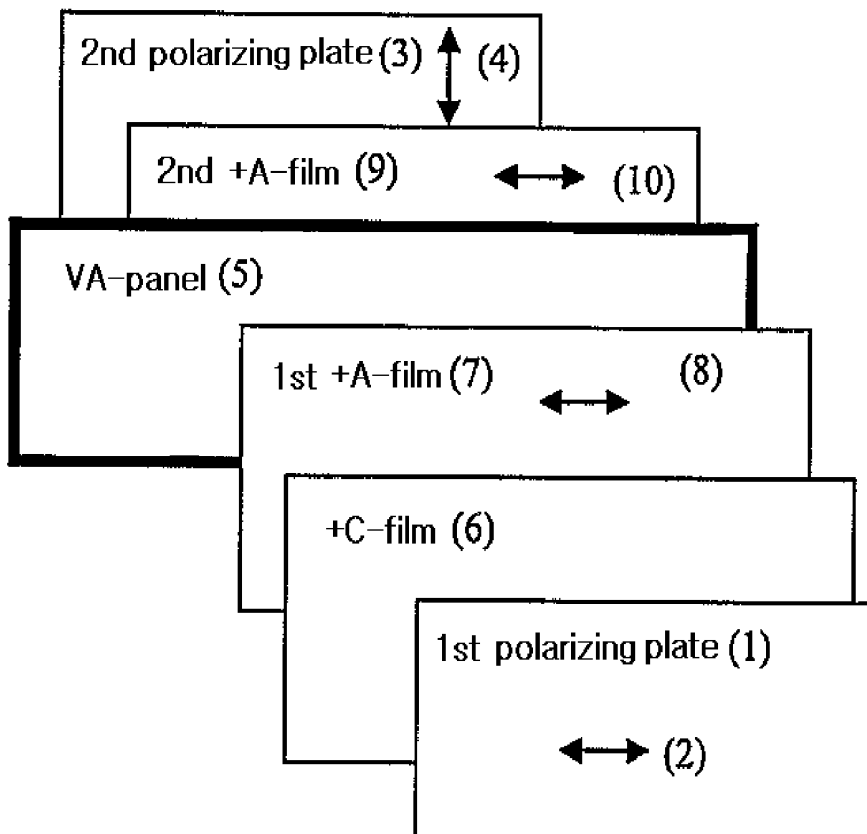 2nd polarizing plate (3) (4)
2nd +A-film (9) (10)
VA-panel (5)
1st +A-film (7) (8)
+C-film (6)
1st polarizing plate (1)
(2)